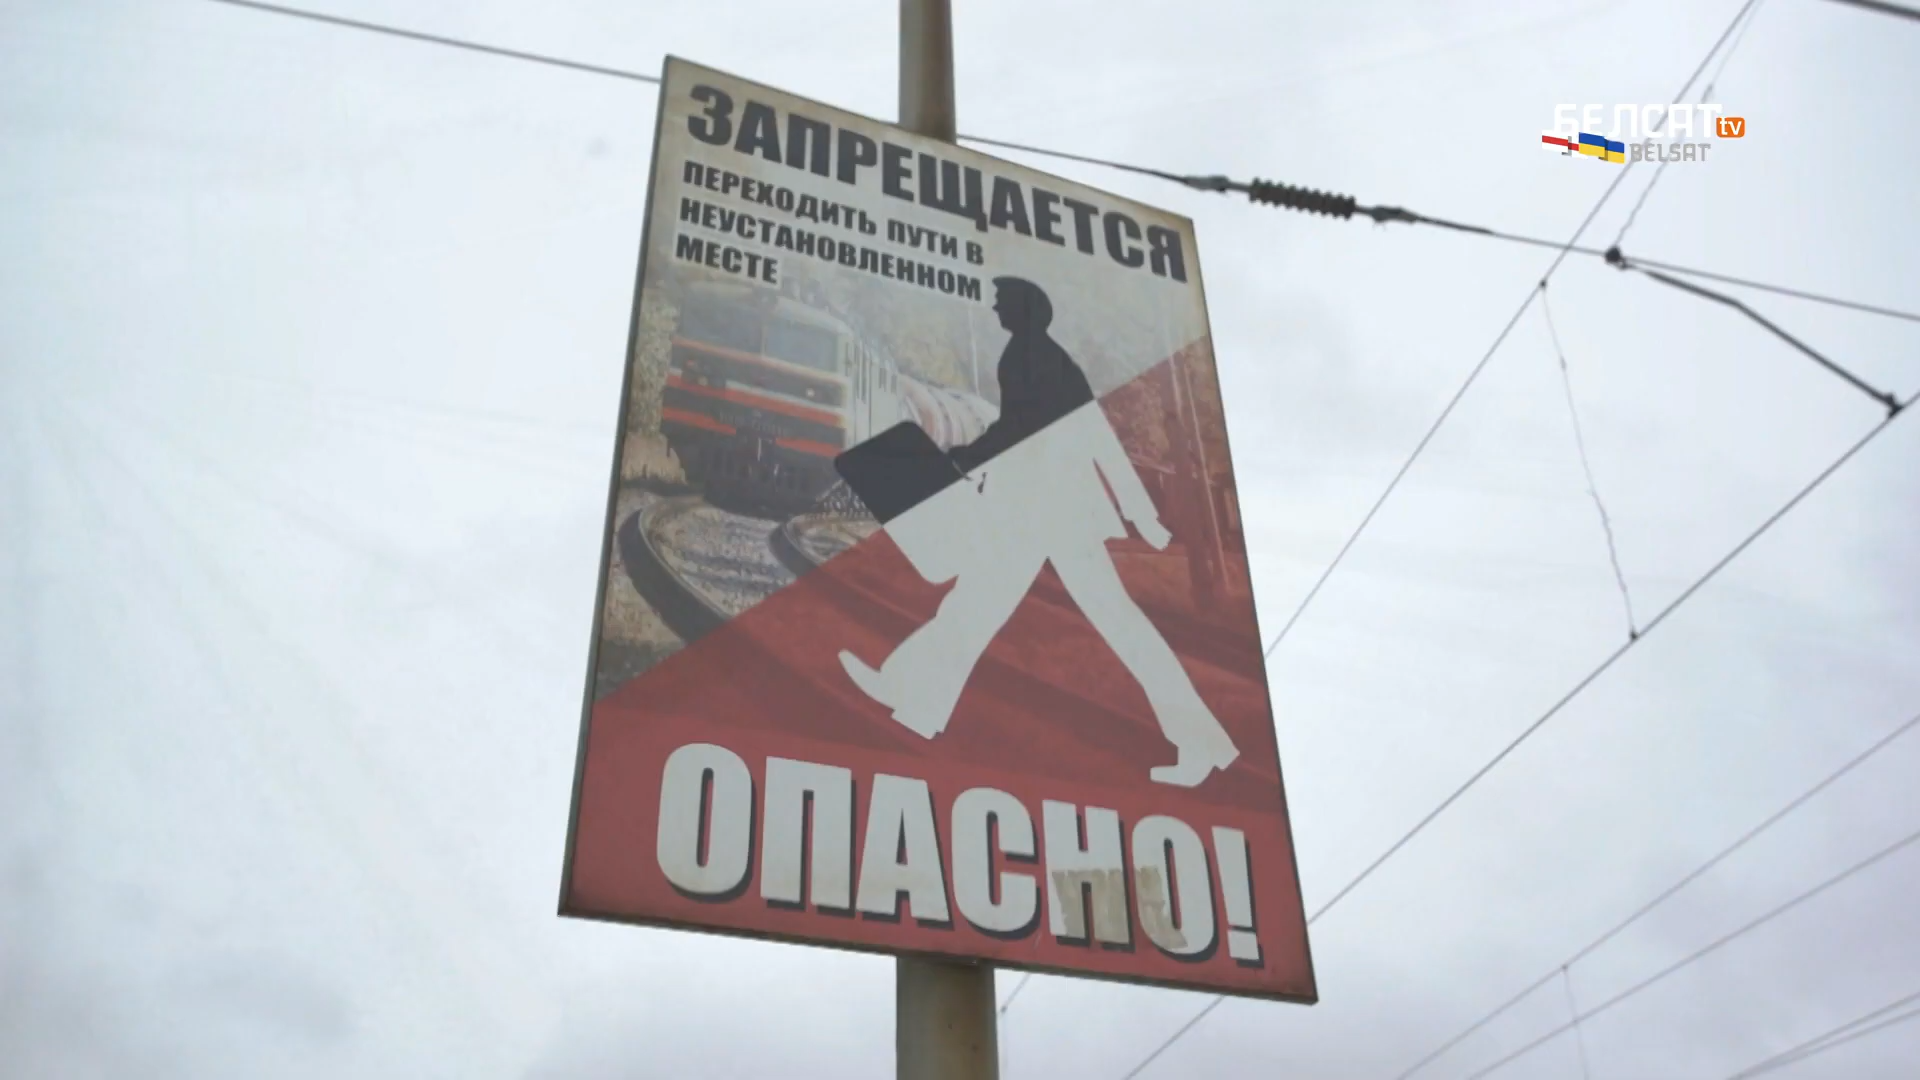 ЗАПРЕЩАЕТСЯ
ПЕРЕХОДИТЬ ПУТИ В
НЕУСТАНОВЛЕННОМ
МЕСТЕ
ОПАСНО!
БЕЛСАТ tv
BELSAT